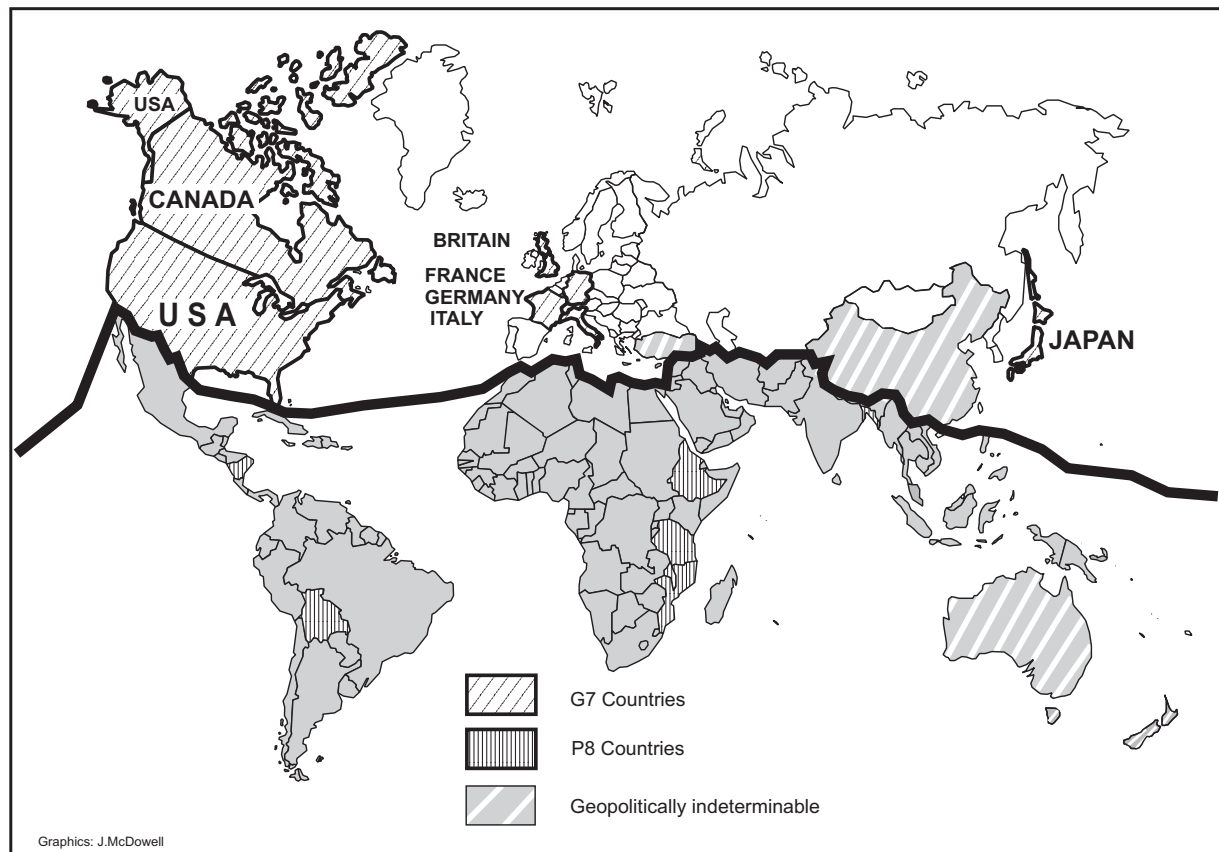 USA
CANADA
BRITAIN
FRANCE
GERMANY
ITALY
U S A
JAPAN
G7 Countries
P8 Countries
Geopolitically indeterminable
Graphics: J.McDowell